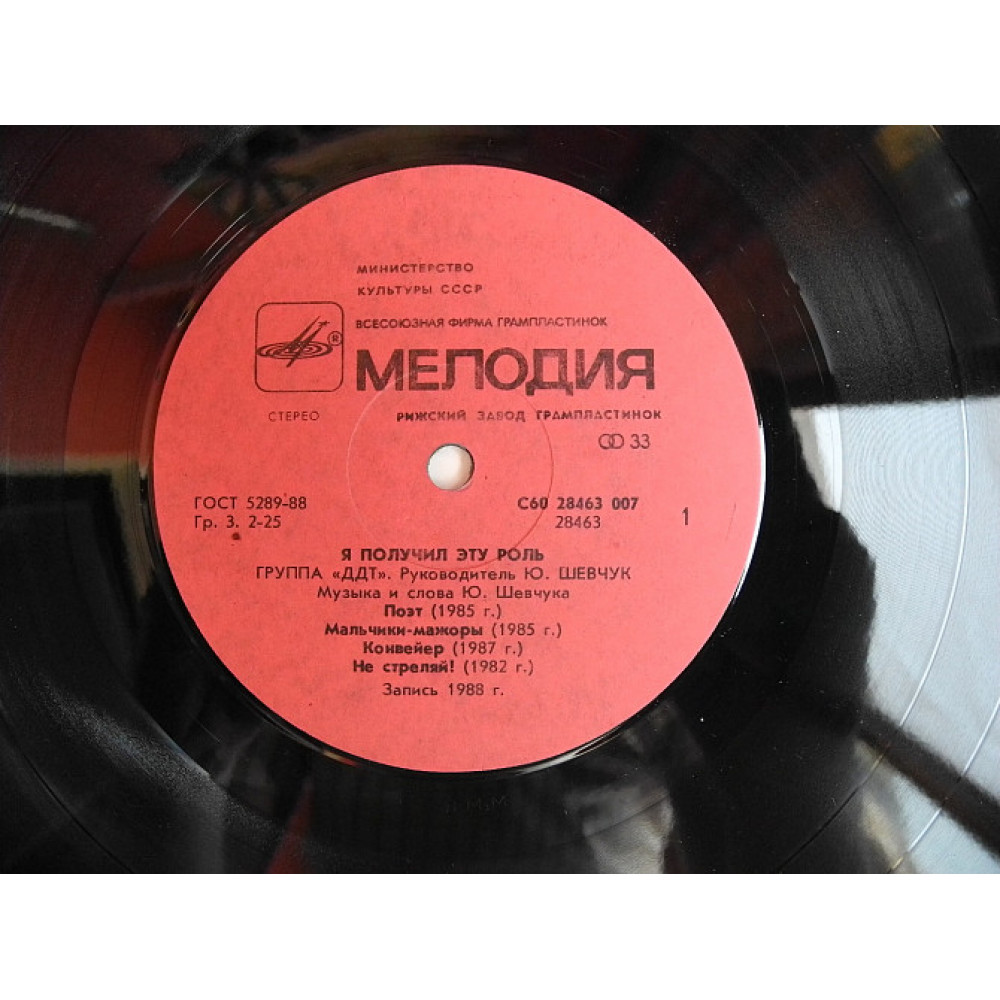 МИНИСТЕРСТВО
КУЛЬТУРЫ СССР
ВСЕСОЮЗНАЯ ФИРМА ГРАМПЛАСТИНОК
®
МЕЛОДИЯ
СТЕРЕО
РИЖСКИЙ ЗАВОД ГРАМПЛАСТИНОК
33
ГОСТ 5289-88
Гр. 3. 2-25
С60 28463 007
28463
1
Я ПОЛУЧИЛ ЭТУ РОЛЬ
ГРУППА «ДДТ». Руководитель Ю. ШЕВЧУК
Музыка и слова Ю. Шевчука
Поэт (1985 г.)
Мальчики-мажоры (1985 г.)
Конвейер (1987 г.)
Не стреляй! (1982 г.)
Запись 1988 г.